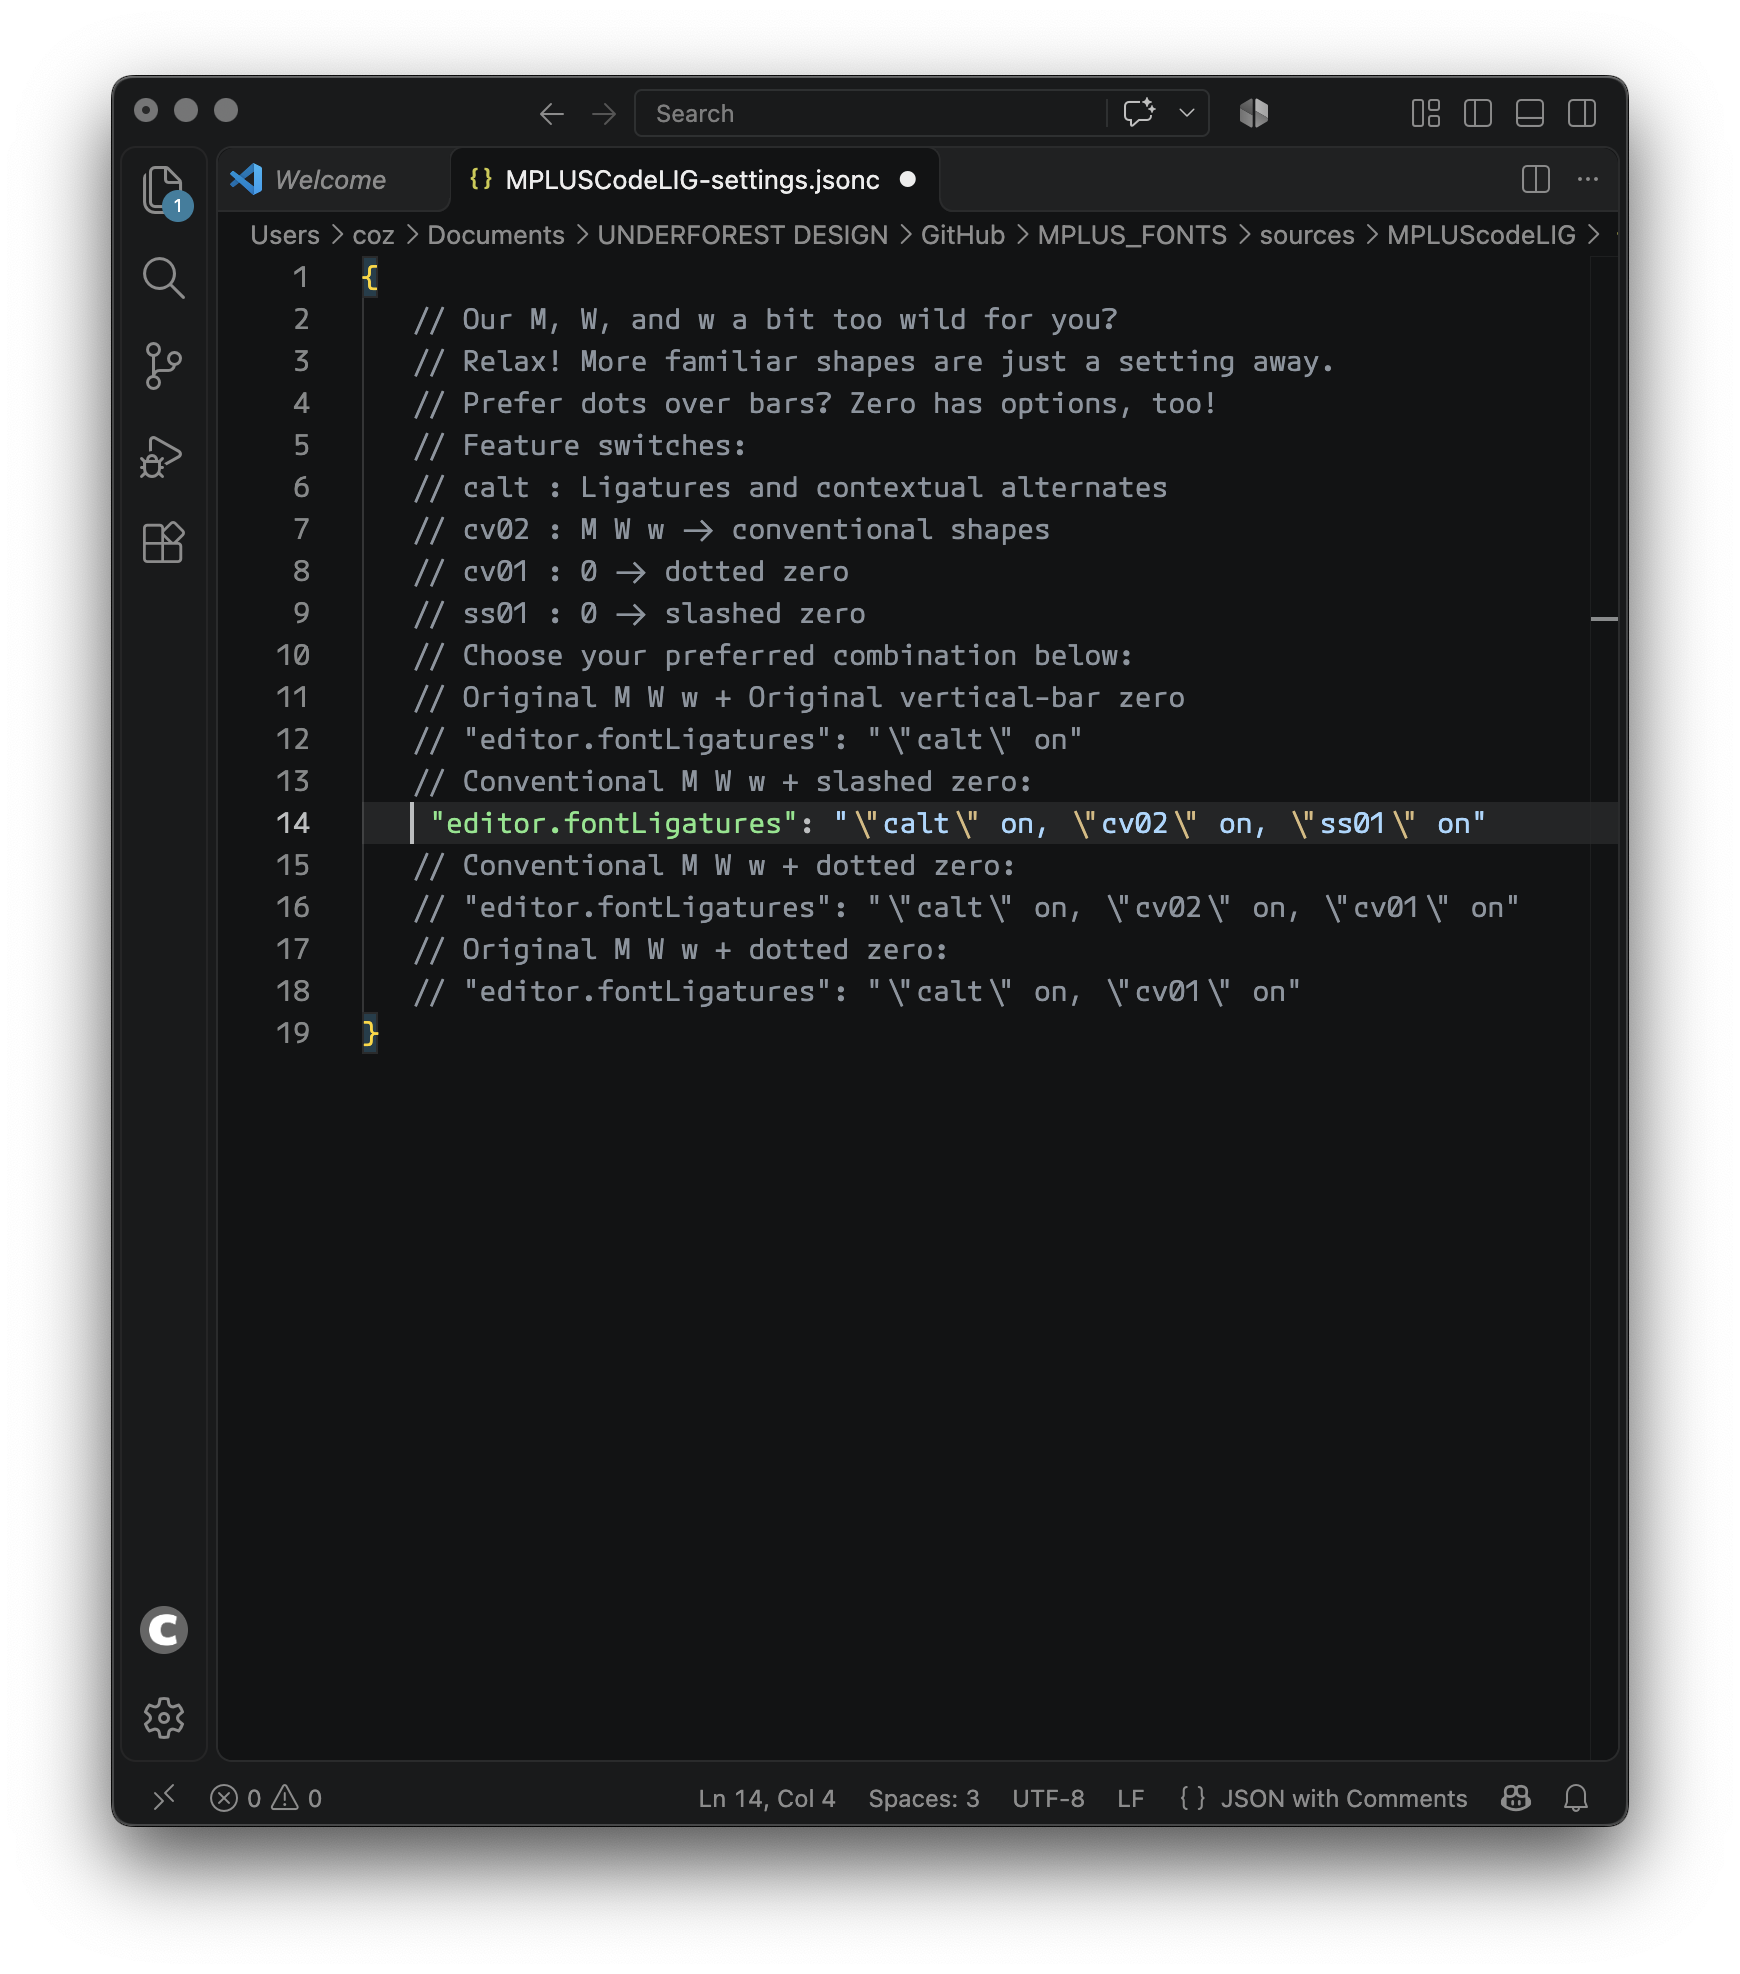 Search
1
Welcome
{} MPLUSCodeLIG-settings.jsonc
Users > coz > Documents > UNDERFOREST DESIGN > GitHub > MPLUS_FONTS > sources > MPLUScodeLIG >
1 {
2 // Our M, W, and w a bit too wild for you?
3 // Relax! More familiar shapes are just a setting away.
4 // Prefer dots over bars? Zero has options, too!
5 // Feature switches:
6 // calt : Ligatures and contextual alternates
7 // cv02 : M W w → conventional shapes
8 // cv01 : 0 → dotted zero
9 // ss01 : 0 → slashed zero
10 // Choose your preferred combination below:
11 // Original M W w + Original vertical-bar zero
12 // "editor.fontLigatures": "\"calt\" on"
13 // Conventional M W w + slashed zero:
14 "editor.fontLigatures": "\"calt\" on, \"cv02\" on, \"ss01\" on"
15 // Conventional M W w + dotted zero:
16 // "editor.fontLigatures": "\"calt\" on, \"cv02\" on, \"cv01\" on"
17 // Original M W w + dotted zero:
18 // "editor.fontLigatures": "\"calt\" on, \"cv01\" on"
19 }
C
0 0 Ln 14, Col 4 Spaces: 3 UTF-8 LF {} JSON with Comments